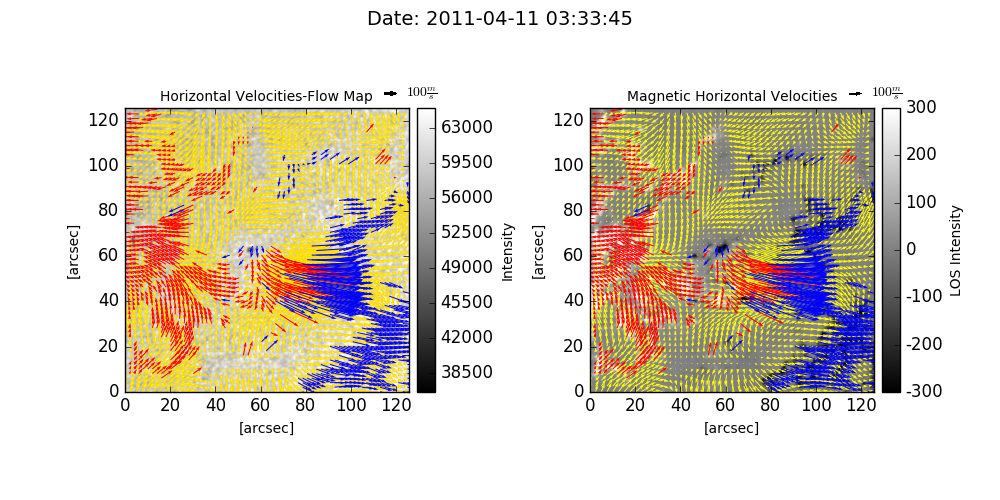 Date: 2011-04-11 03:33:45
Horizontal Velocities-Flow Map
100 m/s
Magnetic Horizontal Velocities
100 m/s
120
100
80
60
40
20
0
[arcsec]
0 20 40 60 80 100 120
[arcsec]
63000
59500
56000
52500
49000
45500
42000
38500
Intensity
120
100
80
60
40
20
0
[arcsec]
0 20 40 60 80 100 120
[arcsec]
300
200
100
0
-100
-200
-300
LOS Intensity